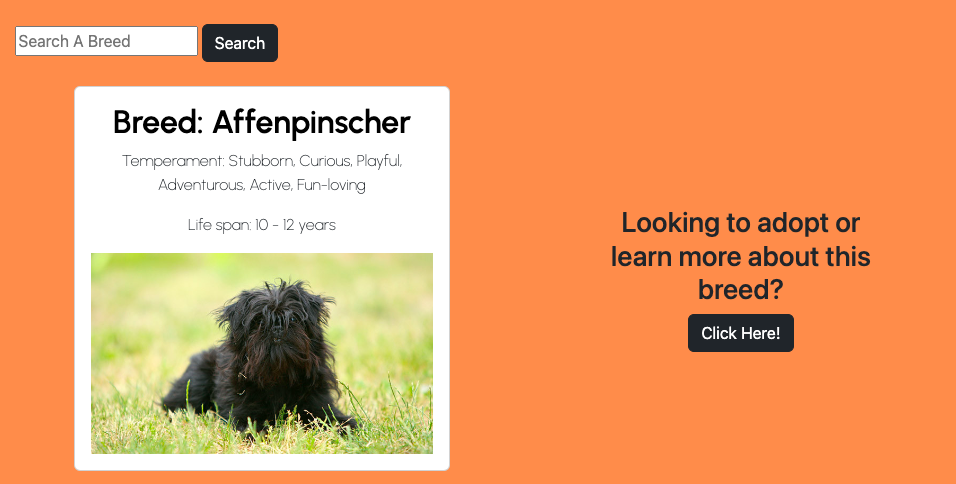 Search A Breed
Search
Breed: Affenpinscher
Temperament: Stubborn, Curious, Playful,
Adventurous, Active, Fun-loving
Life span: 10 - 12 years
Looking to adopt or
learn more about this
breed?
Click Here!